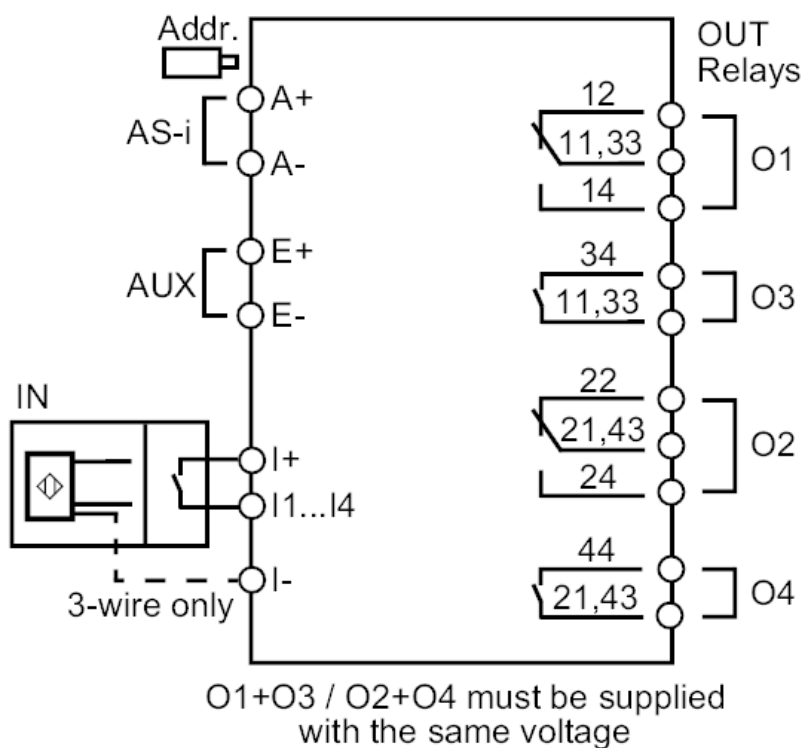 Addr.
OUT
Relays
A+
AS-i
A-
12
11,33
14
O1
E+
AUX
E-
34
11,33
O3
IN
I+
I1...I4
I-
3-wire only
22
21,43
24
O2
44
21,43
O4
O1+O3 / O2+O4 must be supplied
with the same voltage